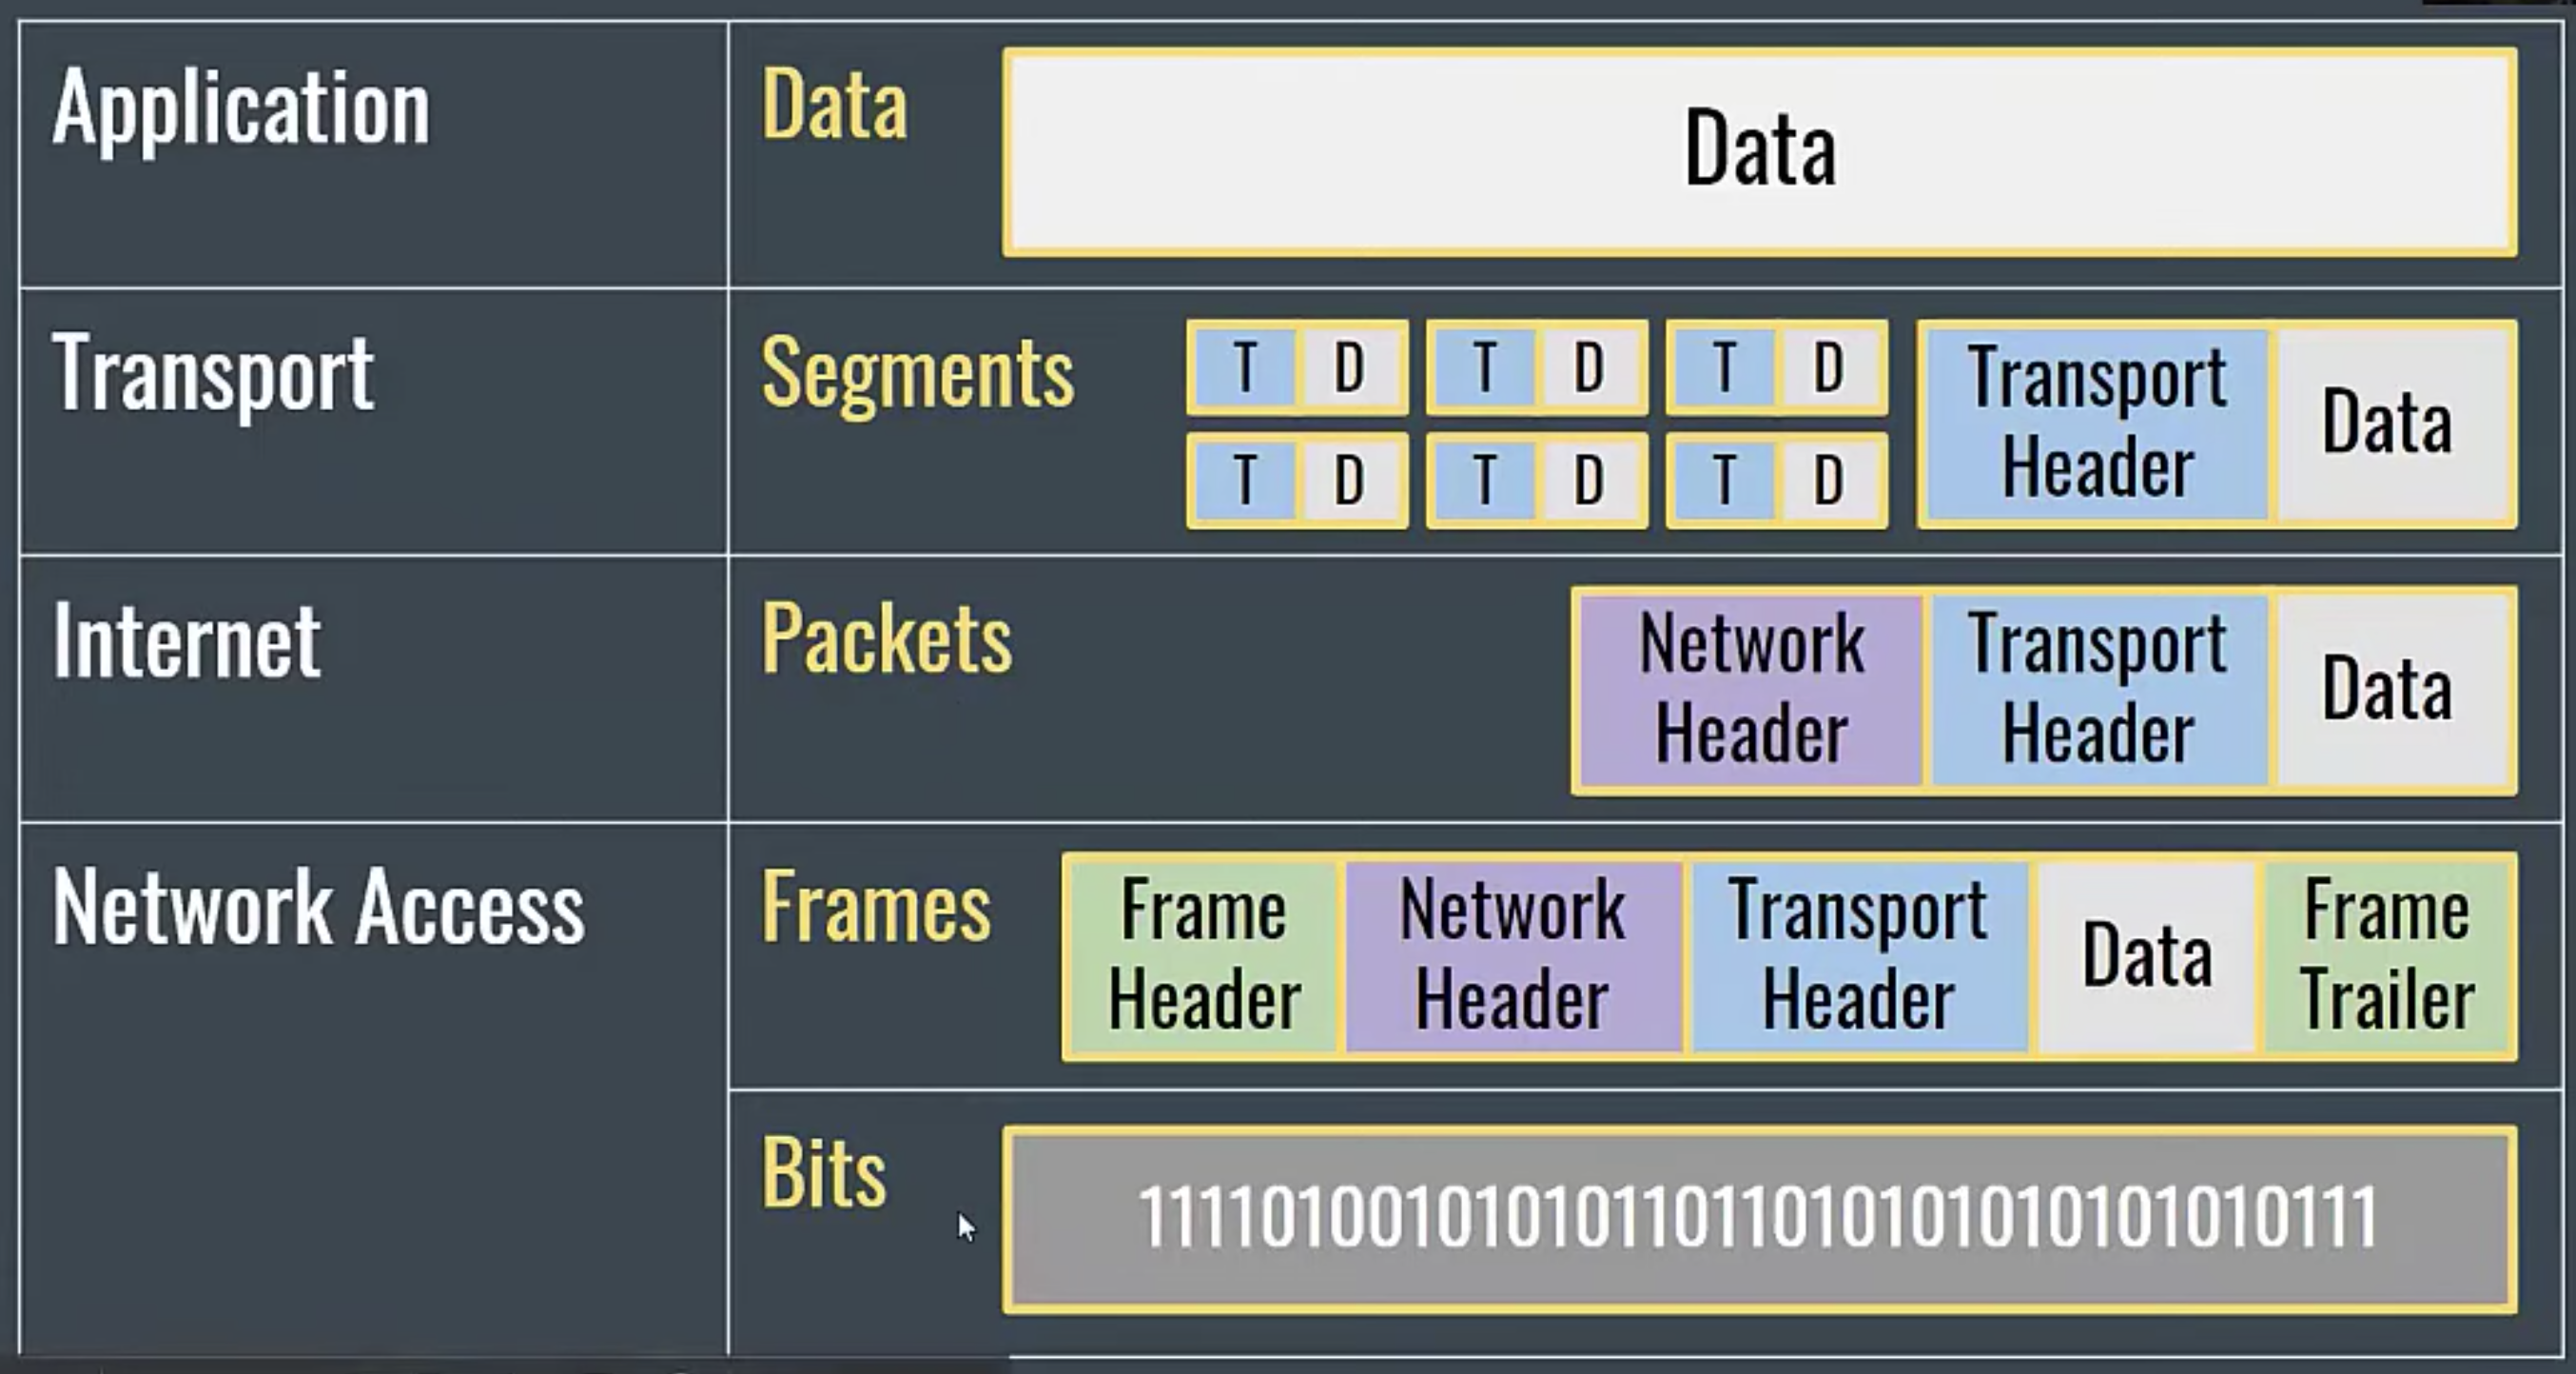 Application
Data
Data
Transport
Segments
T D T D T D
T D T D T D
Transport
Header
Data
Internet
Packets
Network
Header
Transport
Header
Data
Network Access
Frames
Frame
Header
Network
Header
Transport
Header
Data
Frame
Trailer
Bits
11110100101010110110101010101010111